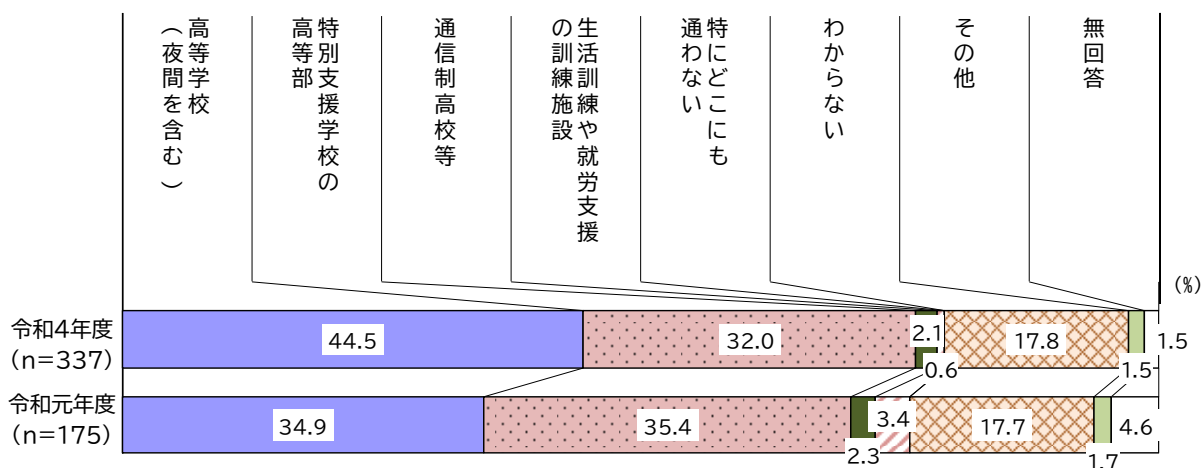 高等学校
（夜間を含む）
特別支援学校の
高等部
通信制高校等
生活訓練や就労支援
の訓練施設
特にどこにも
通わない
わからない
その他
無回答
(%)
令和4年度
(n=337)
44.5
32.0
2.1
0.6
17.8
1.5
1.5
令和元年度
(n=175)
34.9
35.4
2.3
3.4
17.7
1.7
4.6